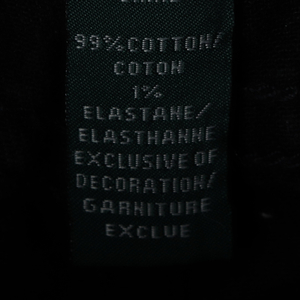 99%COTTON/
COTON
1%
ELASTANE/
ELASTHANNE
EXCLUSIVE OF
DECORATION/
GARNITURE
EXCLUE